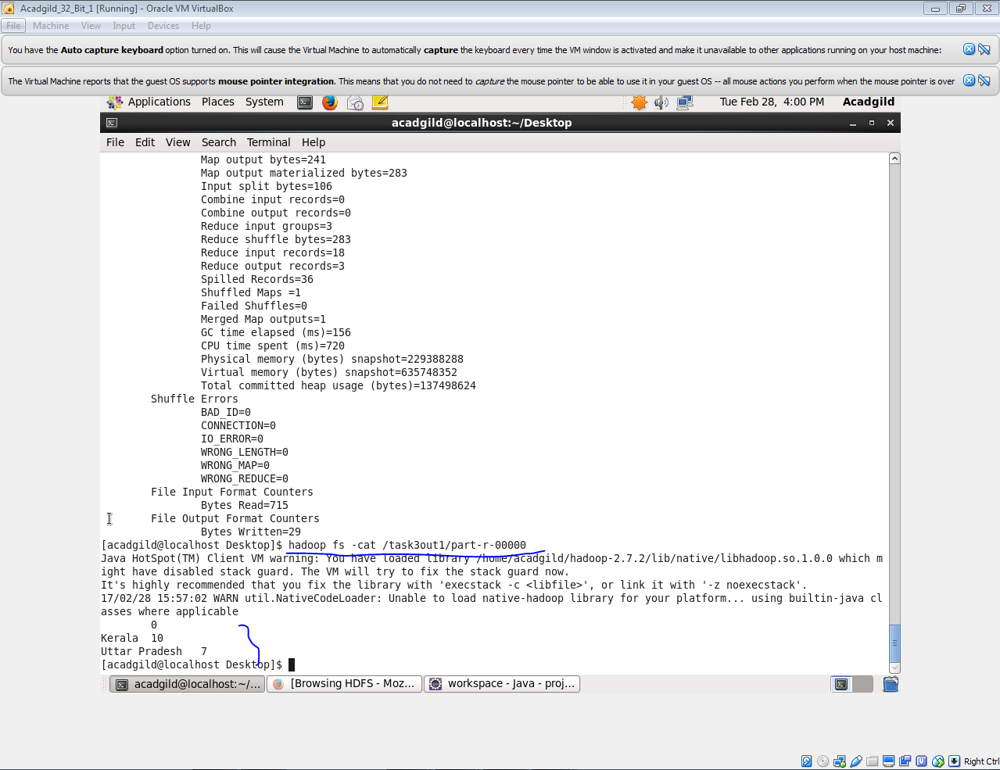 Acadgild_32_Bit_1 [Running] - Oracle VM VirtualBox
File Machine View Input Devices Help
You have the Auto capture keyboard option turned on. This will cause the Virtual Machine to automatically capture the keyboard every time the VM window is activated and make it unavailable to other applications running on your host machine:
The Virtual Machine reports that the guest OS supports mouse pointer integration. This means that you do not need to capture the mouse pointer to be able to use it in your guest OS -- all mouse actions you perform when the mouse pointer is over
Applications Places System Tue Feb 28, 4:00 PM Acadgild
acadgild@localhost:~/Desktop
File Edit View Search Terminal Help
Map output bytes=241
Map output materialized bytes=283
Input split bytes=106
Combine input records=0
Combine output records=0
Reduce input groups=3
Reduce shuffle bytes=283
Reduce input records=18
Reduce output records=3
Spilled Records=36
Shuffled Maps =1
Failed Shuffles=0
Merged Map outputs=1
GC time elapsed (ms)=156
CPU time spent (ms)=720
Physical memory (bytes) snapshot=229388288
Virtual memory (bytes) snapshot=635748352
Total committed heap usage (bytes)=137498624
Shuffle Errors
BAD_ID=0
CONNECTION=0
IO_ERROR=0
WRONG_LENGTH=0
WRONG_MAP=0
WRONG_REDUCE=0
File Input Format Counters
Bytes Read=715
File Output Format Counters
Bytes Written=29
[acadgild@localhost Desktop]$ hadoop fs -cat /task3out1/part-r-00000
Java HotSpot(TM) Client VM warning: You have loaded library /home/acadgild/hadoop-2.7.2/lib/native/libhadoop.so.1.0.0 which m
ight have disabled stack guard. The VM will try to fix the stack guard now.
It's highly recommended that you fix the library with 'execstack -c <libfile>', or link it with '-z noexecstack'.
17/02/28 15:57:02 WARN util.NativeCodeLoader: Unable to load native-hadoop library for your platform... using builtin-java cl
asses where applicable
0
Kerala 10
Uttar Pradesh 7
[acadgild@localhost Desktop]$
acadgild@localhost:~/... [Browsing HDFS - Moz... workspace - Java - proj...
Right Ctrl